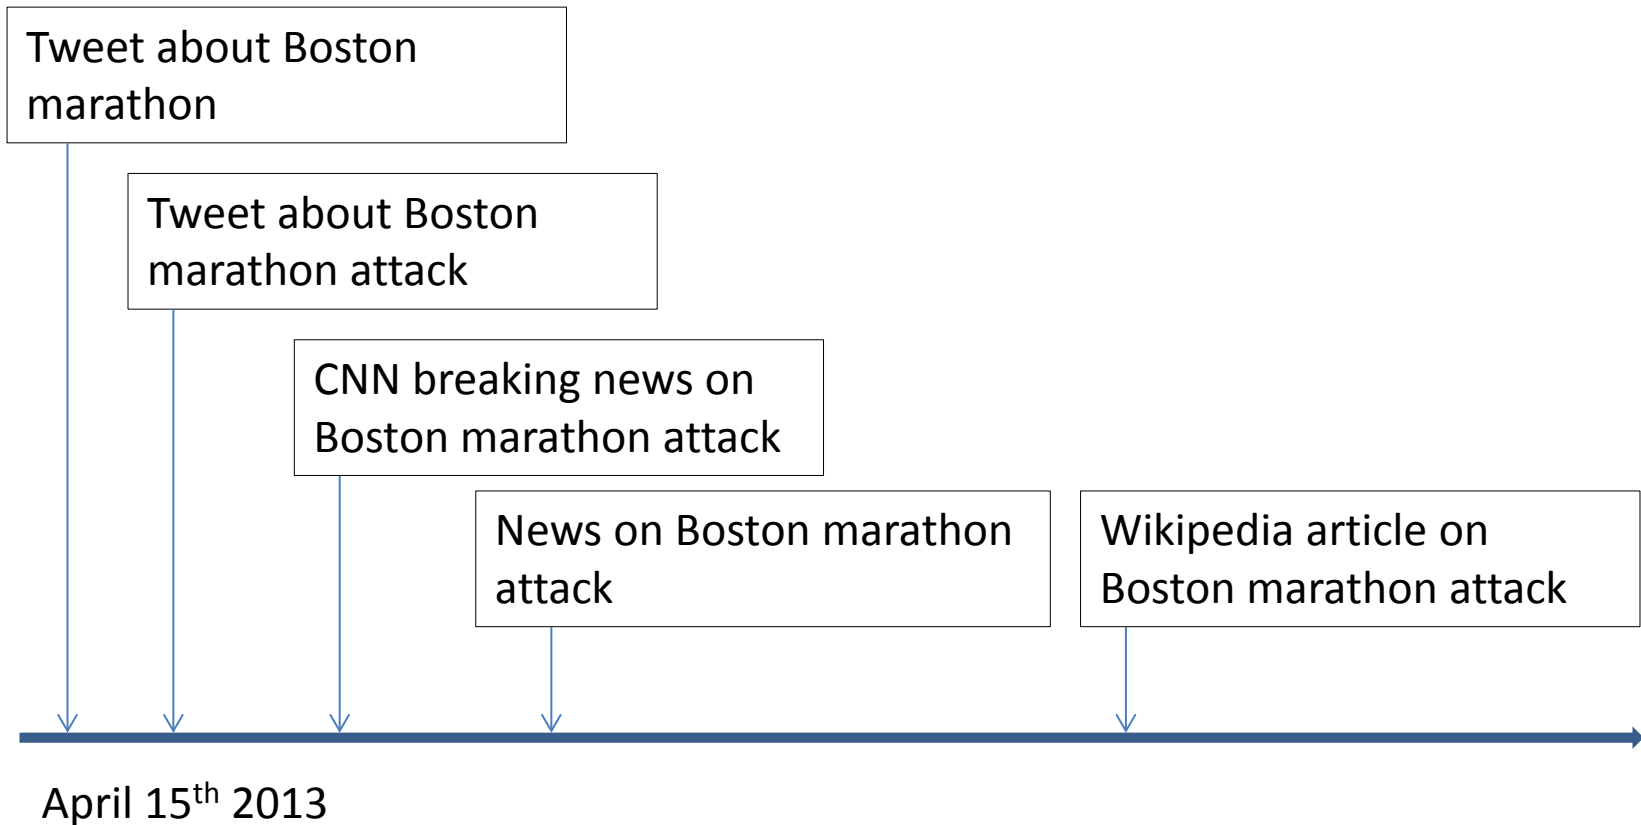 Tweet about Boston
marathon
Tweet about Boston
marathon attack
CNN breaking news on
Boston marathon attack
News on Boston marathon
attack
Wikipedia article on
Boston marathon attack
April 15th 2013